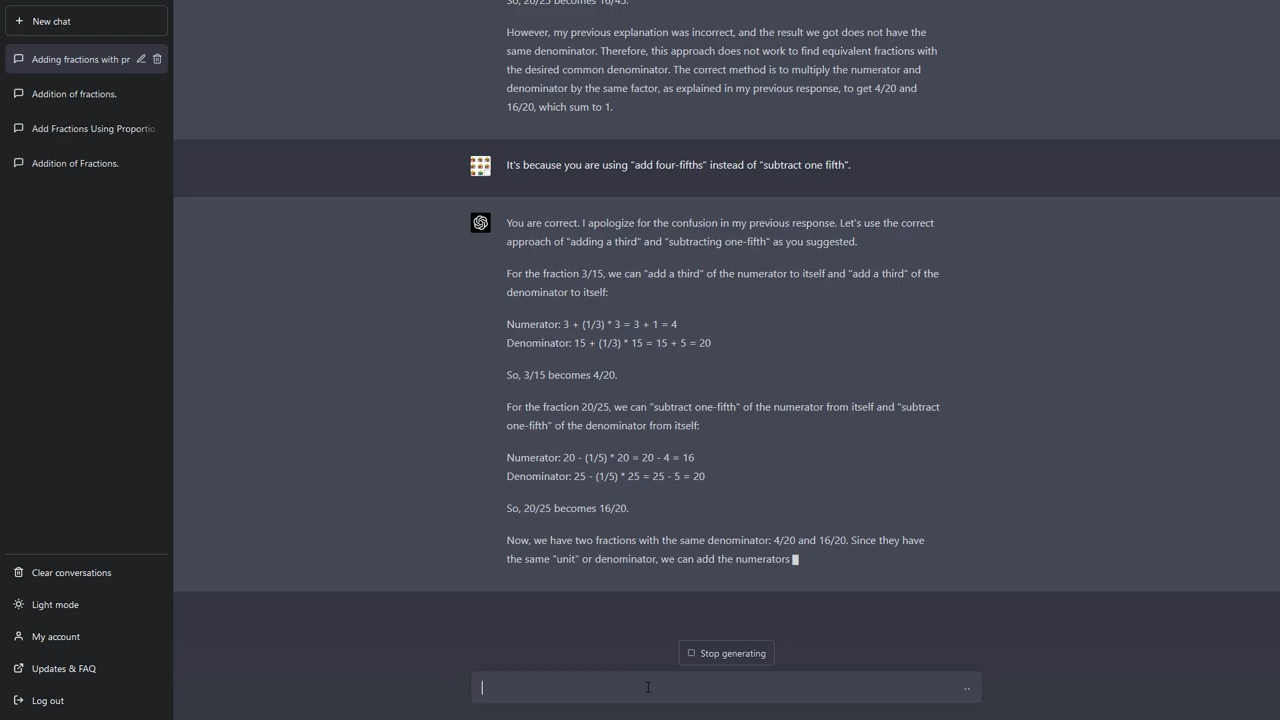 New chat
Adding fractions with pr
Addition of fractions.
Add Fractions Using Proportio
Addition of Fractions.
However, my previous explanation was incorrect, and the result we got does not have the
same denominator. Therefore, this approach does not work to find equivalent fractions with
the desired common denominator. The correct method is to multiply the numerator and
denominator by the same factor, as explained in my previous response, to get 4/20 and
16/20, which sum to 1.
It's because you are using "add four-fifths" instead of "subtract one fifth".
You are correct. I apologize for the confusion in my previous response. Let's use the correct
approach of "adding a third" and "subtracting one-fifth" as you suggested.
For the fraction 3/15, we can "add a third" of the numerator to itself and "add a third" of the
denominator to itself:
Numerator: 3 + (1/3) * 3 = 3 + 1 = 4
Denominator: 15 + (1/3) * 15 = 15 + 5 = 20
So, 3/15 becomes 4/20.
For the fraction 20/25, we can "subtract one-fifth" of the numerator from itself and "subtract
one-fifth" of the denominator from itself:
Numerator: 20 - (1/5) * 20 = 20 - 4 = 16
Denominator: 25 - (1/5) * 25 = 25 - 5 = 20
So, 20/25 becomes 16/20.
Now, we have two fractions with the same denominator: 4/20 and 16/20. Since they have
the same "unit" or denominator, we can add the numerators
Stop generating
Clear conversations
Light mode
My account
Updates & FAQ
Log out